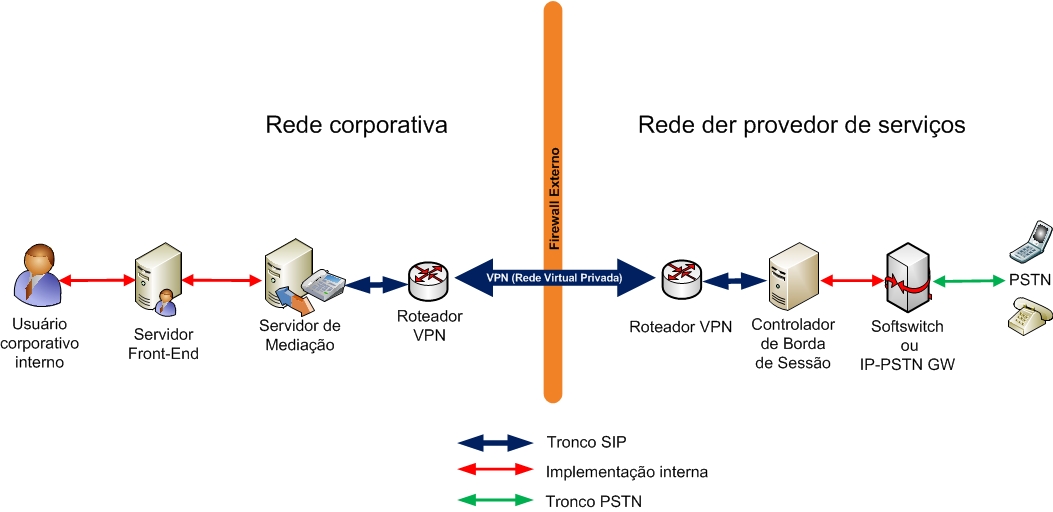 Rede corporativa
Rede der provedor de serviços
Firewall Externo
VPN (Rede Virtual Privada)
Usuário
corporativo
interno
Servidor
Front-End
Servidor de
Mediação
Roteador
VPN
Roteador VPN
Controlador
de Borda
de Sessão
Softswitch
ou
IP-PSTN GW
PSTN
Tronco SIP
Implementação interna
Tronco PSTN